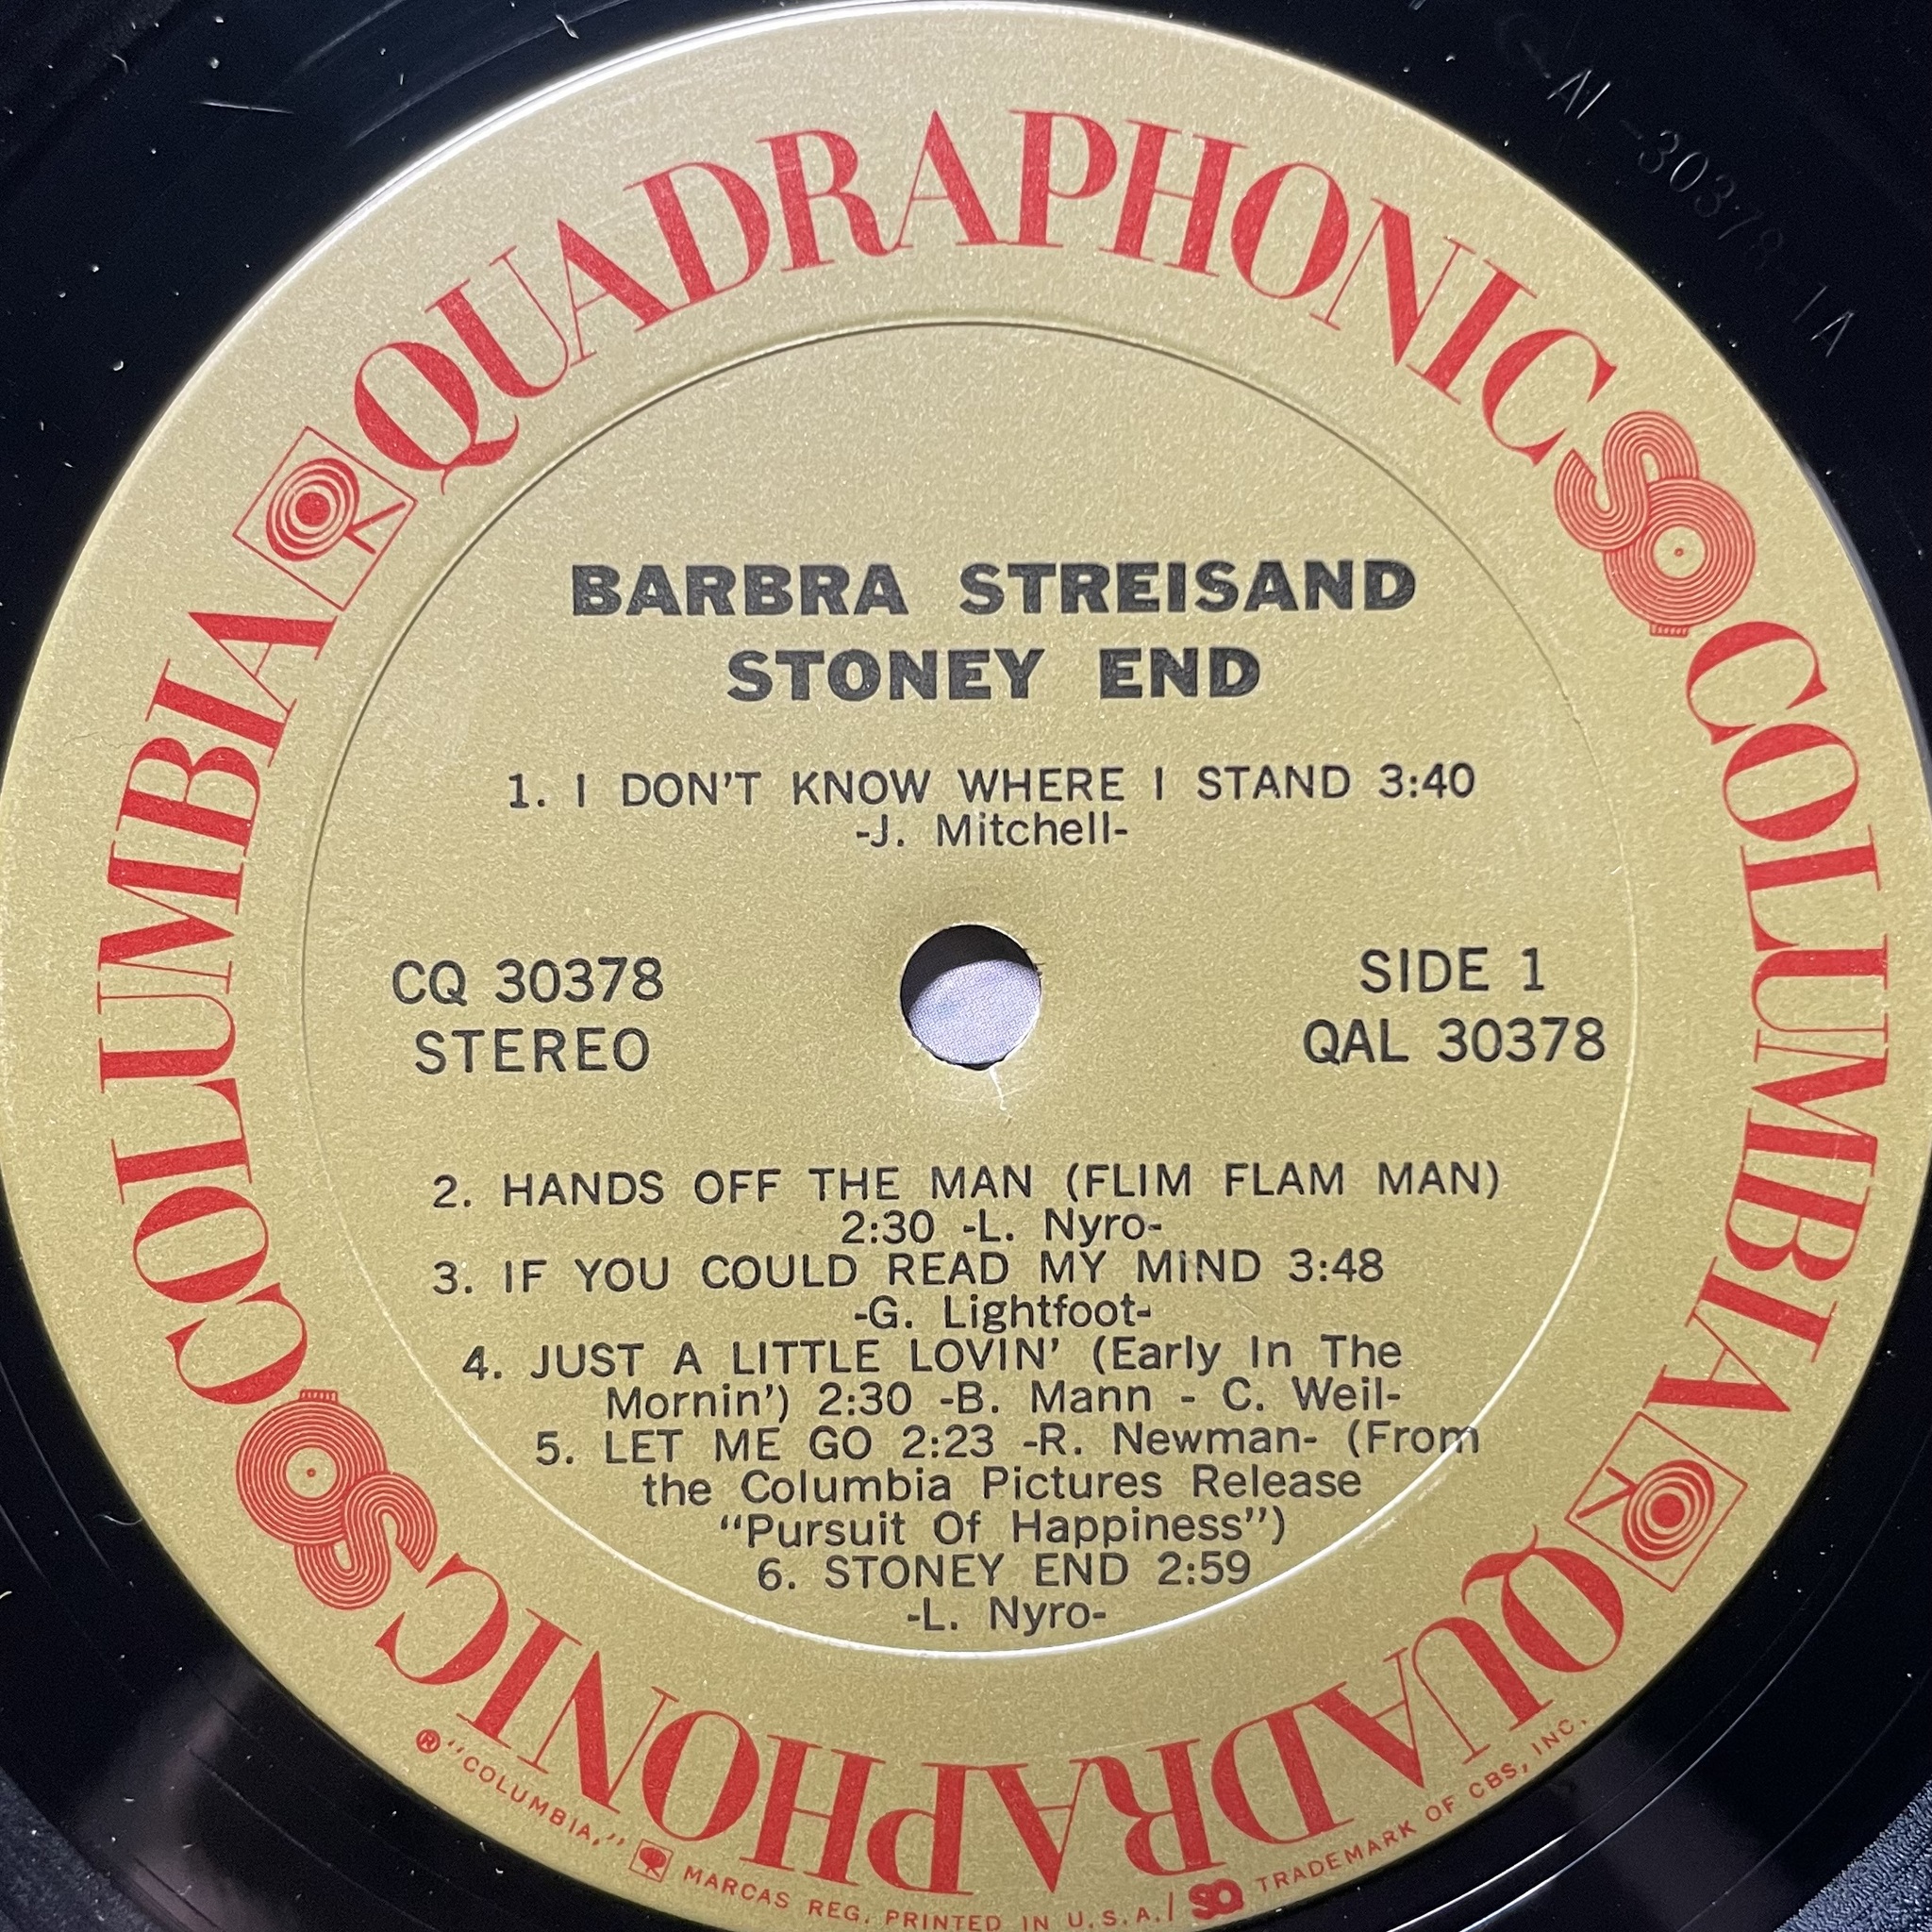 QUADRAPHONIC SQ COLUMBIA
QUADRAPHONIC SQ COLUMBIA
BARBRA STREISAND
STONEY END
1. I DON'T KNOW WHERE I STAND 3:40
-J. Mitchell-
CQ 30378
STEREO
SIDE 1
QAL 30378
2. HANDS OFF THE MAN (FLIM FLAM MAN)
2:30 -L. Nyro-
3. IF YOU COULD READ MY MIND 3:48
-G. Lightfoot-
4. JUST A LITTLE LOVIN' (Early In The
Mornin') 2:30 -B. Mann - C. Weil-
5. LET ME GO 2:23 -R. Newman- (From
the Columbia Pictures Release
"Pursuit Of Happiness")
6. STONEY END 2:59
-L. Nyro-
® "COLUMBIA," MARCAS REG. PRINTED IN U.S.A./ SQ TRADEMARK OF CBS, INC.
AL-30378-1A